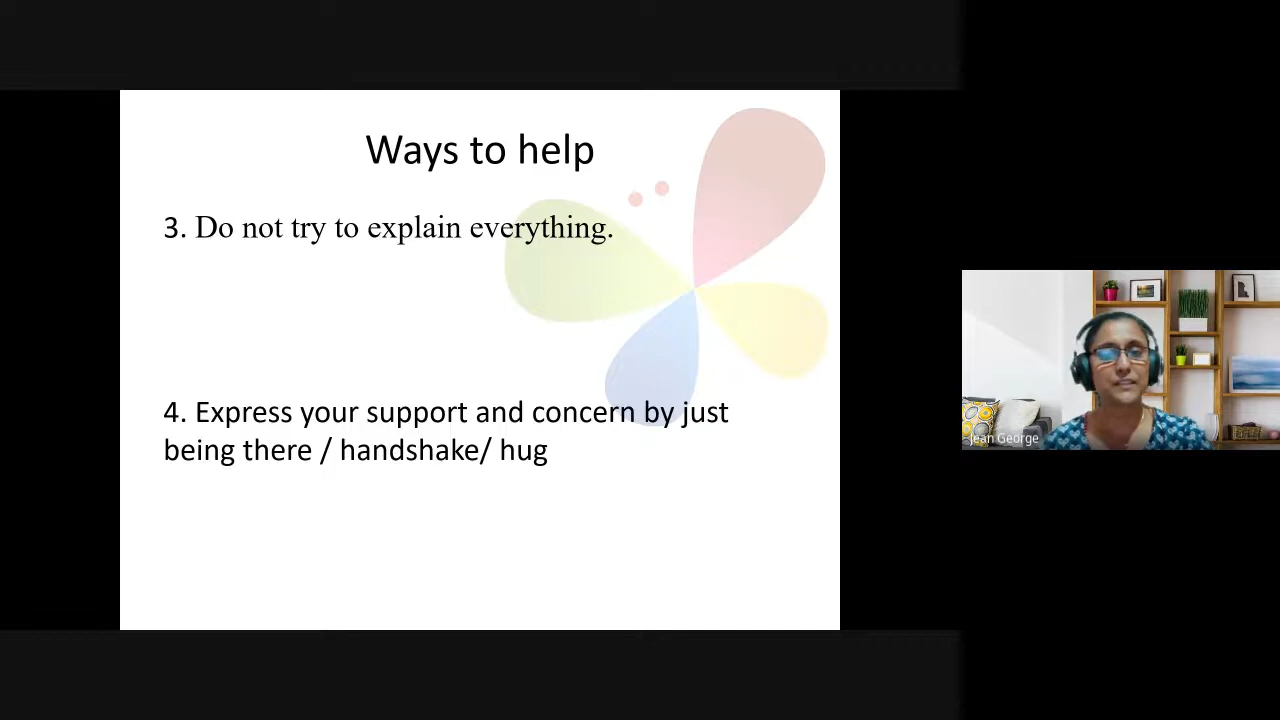 Ways to help
3. Do not try to explain everything.
4. Express your support and concern by just
being there / handshake/ hug
Jean George